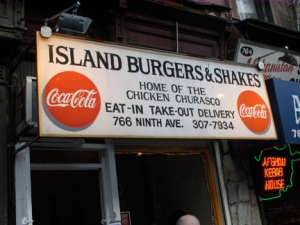 ISLAND BURGERS & SHAKES
HOME OF THE
CHICKEN CHURASCO
EAT-IN TAKE-OUT DELIVERY
766 NINTH AVE. 307-7934
Coca-Cola
Coca-Cola
764
AFGHAN
KEBAB
HOUSE